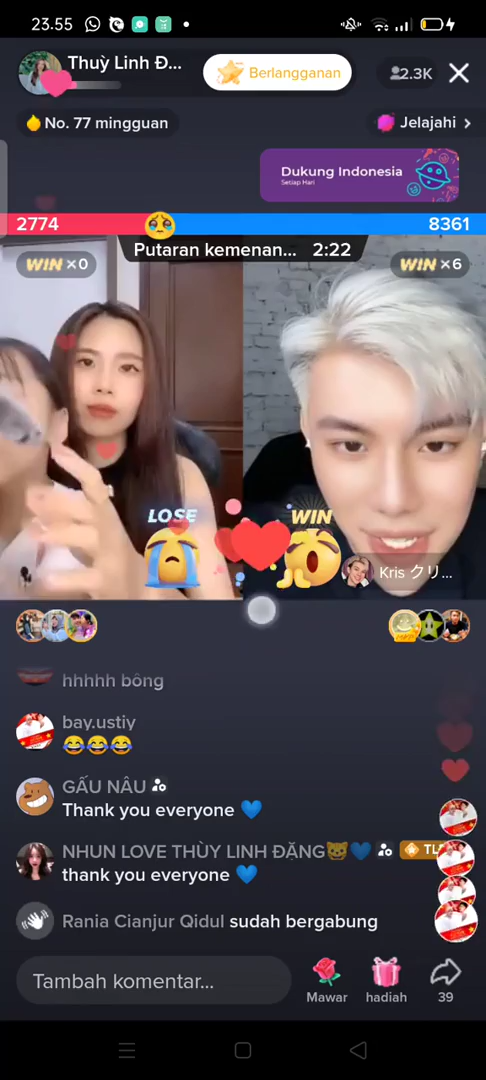 23.55
Thuỳ Linh Đ...
Berlangganan
2.3K
No. 77 mingguan
Jelajahi
Dukung Indonesia
Setiap Hari
2774
8361
Putaran kemenan... 2:22
WIN ×0
WIN ×6
LOSE
WIN
Kris クリ...
hhhhh bông
bay.ustiy
😂😂😂
GẤU NÂU
Thank you everyone 💙
NHUN LOVE THÙY LINH ĐẶNG🐱💙
thank you everyone 💙
Rania Cianjur Qidul sudah bergabung
Tambah komentar...
Mawar
hadiah
39